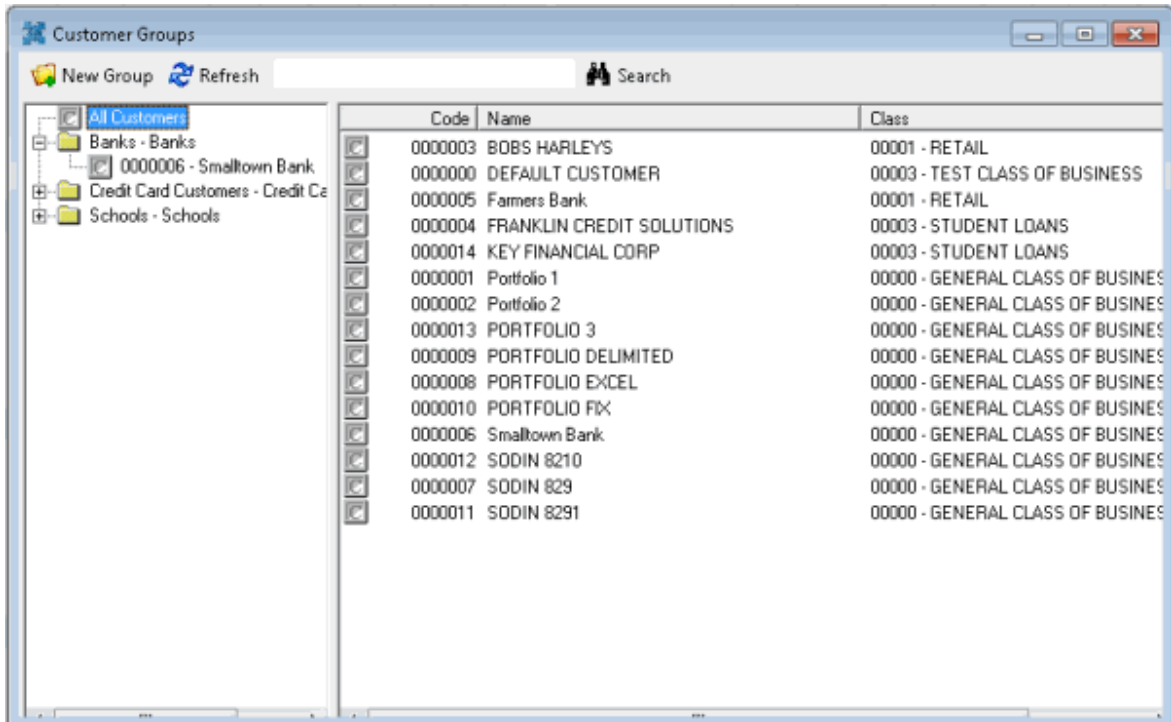 Customer Groups
New Group Refresh Search
All Customers
Banks - Banks
0000006 - Smalltown Bank
Credit Card Customers - Credit Ca
Schools - Schools
Code Name Class
0000003 BOBS HARLEYS 00001 - RETAIL
0000000 DEFAULT CUSTOMER 00003 - TEST CLASS OF BUSINESS
0000005 Farmers Bank 00001 - RETAIL
0000004 FRANKLIN CREDIT SOLUTIONS 00003 - STUDENT LOANS
0000014 KEY FINANCIAL CORP 00003 - STUDENT LOANS
0000001 Portfolio 1 00000 - GENERAL CLASS OF BUSINES
0000002 Portfolio 2 00000 - GENERAL CLASS OF BUSINES
0000013 PORTFOLIO 3 00000 - GENERAL CLASS OF BUSINES
0000009 PORTFOLIO DELIMITED 00000 - GENERAL CLASS OF BUSINES
0000008 PORTFOLIO EXCEL 00000 - GENERAL CLASS OF BUSINES
0000010 PORTFOLIO FIX 00000 - GENERAL CLASS OF BUSINES
0000006 Smalltown Bank 00000 - GENERAL CLASS OF BUSINES
0000012 SODIN 8210 00000 - GENERAL CLASS OF BUSINES
0000007 SODIN 829 00000 - GENERAL CLASS OF BUSINES
0000011 SODIN 8291 00000 - GENERAL CLASS OF BUSINES